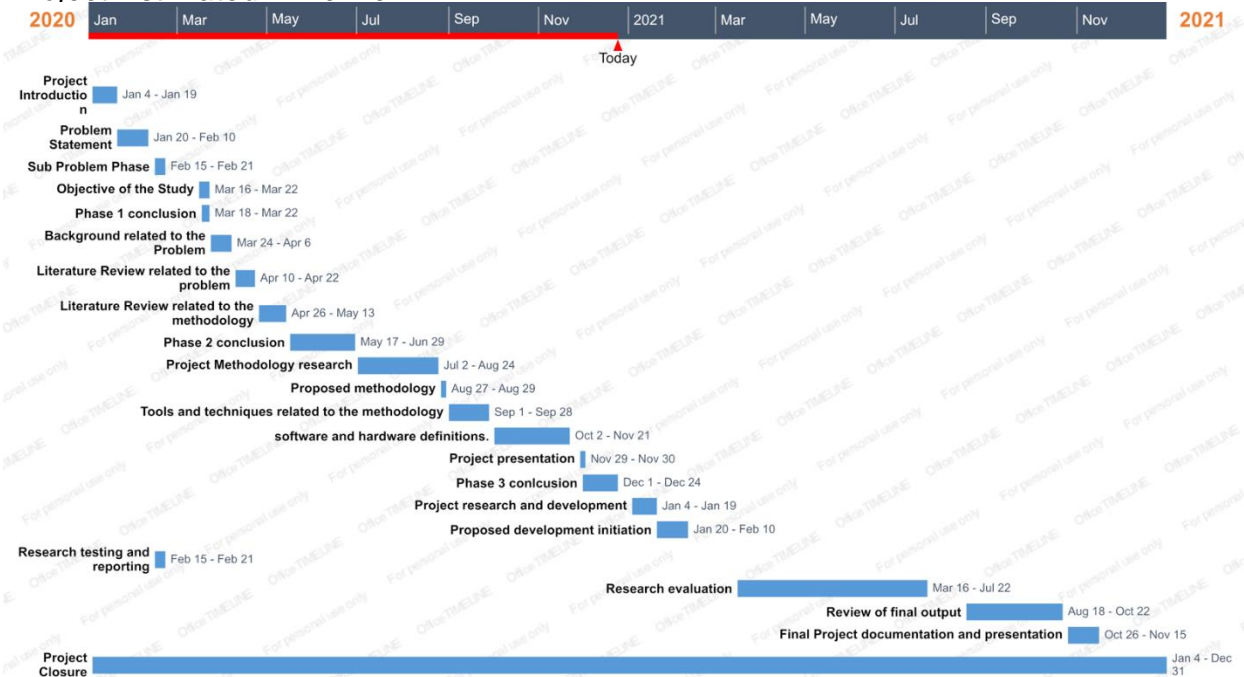 2020 Jan Mar May Jul Sep Nov 2021 Mar May Jul Sep Nov 2021
Today
Project
Introductio
n
Jan 4 - Jan 19
Problem
Statement
Jan 20 - Feb 10
Sub Problem Phase Feb 15 - Feb 21
Objective of the Study Mar 16 - Mar 22
Phase 1 conclusion Mar 18 - Mar 22
Background related to the
Problem
Mar 24 - Apr 6
Literature Review related to the
problem
Apr 10 - Apr 22
Literature Review related to the
methodology
Apr 26 - May 13
Phase 2 conclusion May 17 - Jun 29
Project Methodology research Jul 2 - Aug 24
Proposed methodology Aug 27 - Aug 29
Tools and techniques related to the methodology Sep 1 - Sep 28
software and hardware definitions. Oct 2 - Nov 21
Project presentation Nov 29 - Nov 30
Phase 3 conlcusion Dec 1 - Dec 24
Project research and development Jan 4 - Jan 19
Proposed development initiation Jan 20 - Feb 10
Research testing and
reporting
Feb 15 - Feb 21
Research evaluation Mar 16 - Jul 22
Review of final output Aug 18 - Oct 22
Final Project documentation and presentation Oct 26 - Nov 15
Project
Closure
Jan 4 - Dec
31
Office TIMELINE
For personal use only